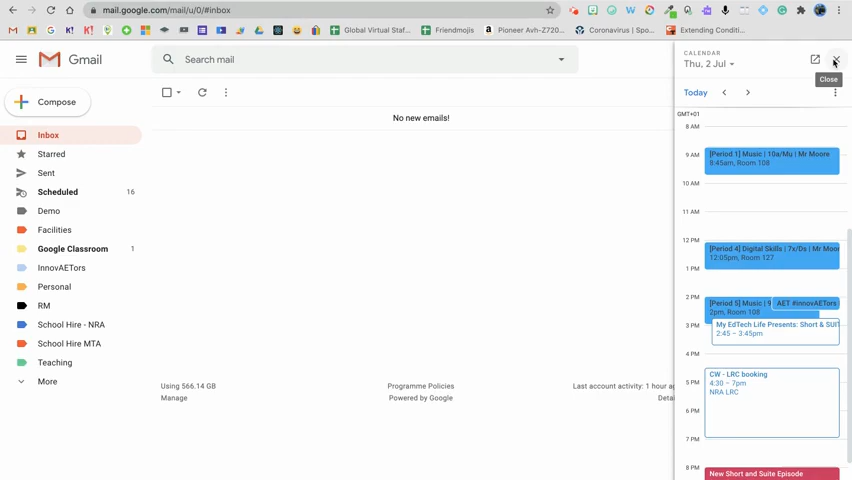 mail.google.com/mail/u/0/#inbox
Global Virtual Staf...
Friendmojis
Pioneer Avh-Z720...
Coronavirus | Spo...
Extending Conditi...
Gmail
Search mail
Compose
Inbox
Starred
Sent
Scheduled 16
Demo
Facilities
Google Classroom 1
InnovAETors
Personal
RM
School Hire - NRA
School Hire MTA
Teaching
More
No new emails!
Using 566.14 GB
Manage
Programme Policies
Powered by Google
Last account activity: 1 hour ag
Detai
CALENDAR
Thu, 2 Jul
Close
Today
GMT+01
8 AM
9 AM
[Period 1] Music | 10a/Mu | Mr Moore
8:45am, Room 108
10 AM
11 AM
12 PM
[Period 4] Digital Skills | 7x/Ds | Mr Moor
12:05pm, Room 127
1 PM
2 PM
[Period 5] Music | 9
2pm, Room 108
AET #innovAETors
3 PM
My EdTech Life Presents: Short & SUIT
2:45 – 3:45pm
4 PM
CW - LRC booking
4:30 – 7pm
NRA LRC
5 PM
6 PM
7 PM
8 PM
New Short and Suite Episode